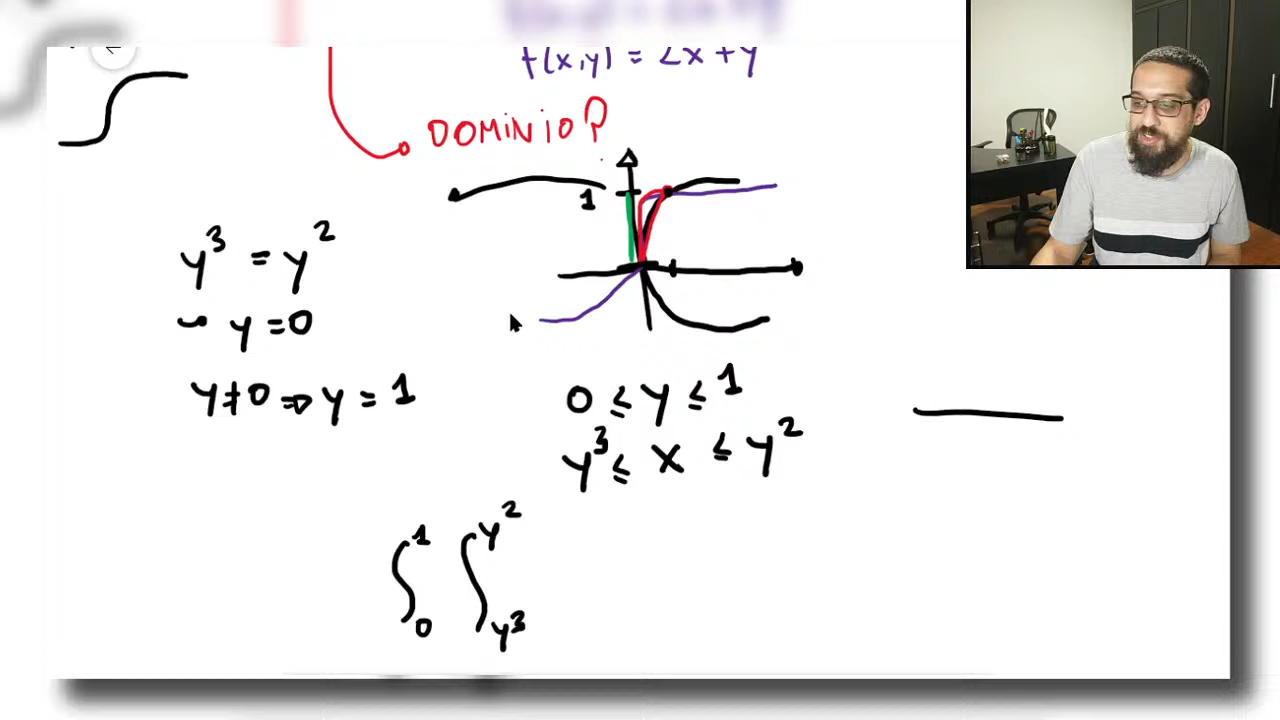 f(x,y) = 2x + y
DOMINIO?
1
y³ = y²
y = 0
y ≠ 0 ⇒ y = 1
0 ≤ y ≤ 1
y³ ≤ x ≤ y²
∫₀¹ ∫_{y³}^{y²}